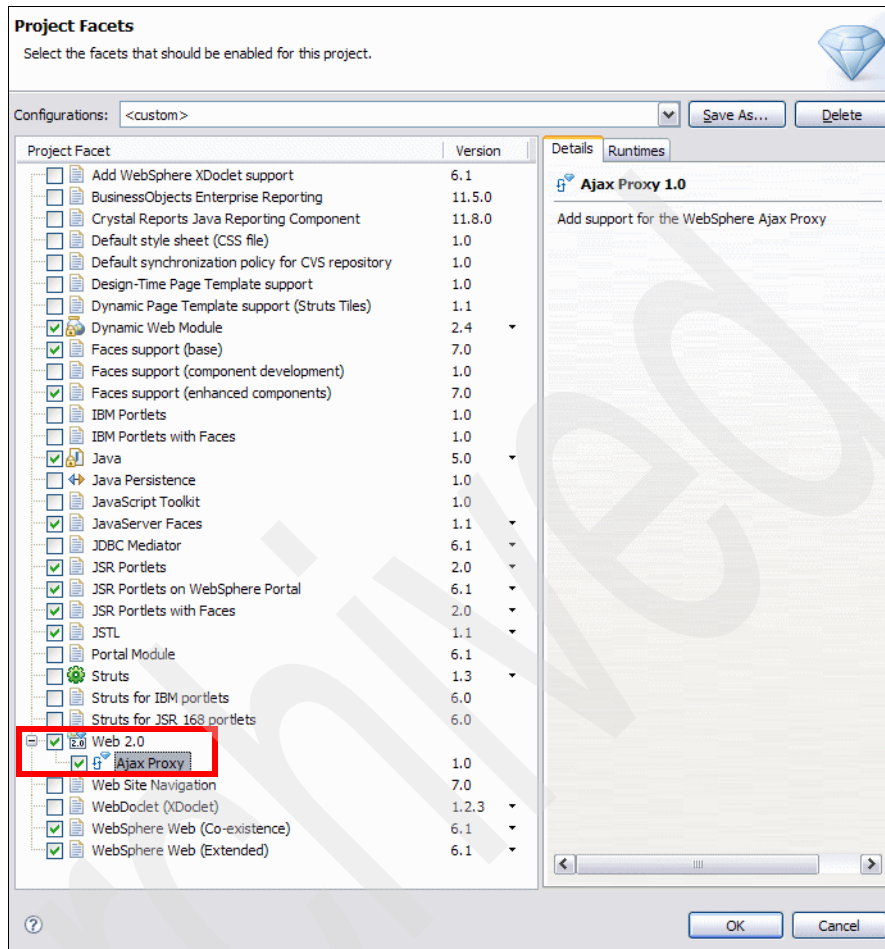 Project Facets
Select the facets that should be enabled for this project.
Configurations: <custom> Save As... Delete
Project Facet Version
Add WebSphere XDoclet support 6.1
BusinessObjects Enterprise Reporting 11.5.0
Crystal Reports Java Reporting Component 11.8.0
Default style sheet (CSS file) 1.0
Default synchronization policy for CVS repository 1.0
Design-Time Page Template support 1.0
Dynamic Page Template support (Struts Tiles) 1.1
Dynamic Web Module 2.4
Faces support (base) 7.0
Faces support (component development) 1.0
Faces support (enhanced components) 7.0
IBM Portlets 1.0
IBM Portlets with Faces 1.0
Java 5.0
Java Persistence 1.0
JavaScript Toolkit 1.0
JavaServer Faces 1.1
JDBC Mediator 6.1
JSR Portlets 2.0
JSR Portlets on WebSphere Portal 6.1
JSR Portlets with Faces 2.0
JSTL 1.1
Portal Module 6.1
Struts 1.3
Struts for IBM portlets 6.0
Struts for JSR 168 portlets 6.0
2.0 Web 2.0
Ajax Proxy 1.0
Web Site Navigation 7.0
WebDoclet (XDoclet) 1.2.3
WebSphere Web (Co-existence) 6.1
WebSphere Web (Extended) 6.1
Details Runtimes
Ajax Proxy 1.0
Add support for the WebSphere Ajax Proxy
? OK Cancel
rchived